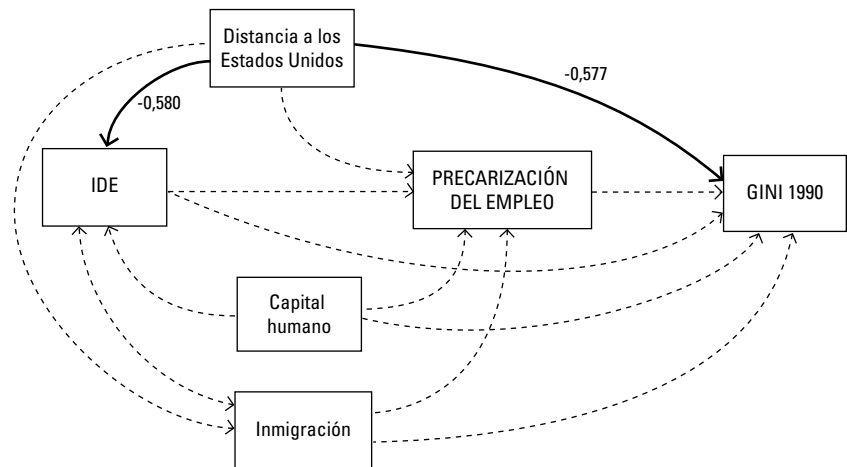 Distancia a los
Estados Unidos
-0,577
-0,580
IDE
PRECARIZACIÓN
DEL EMPLEO
GINI 1990
Capital
humano
Inmigración